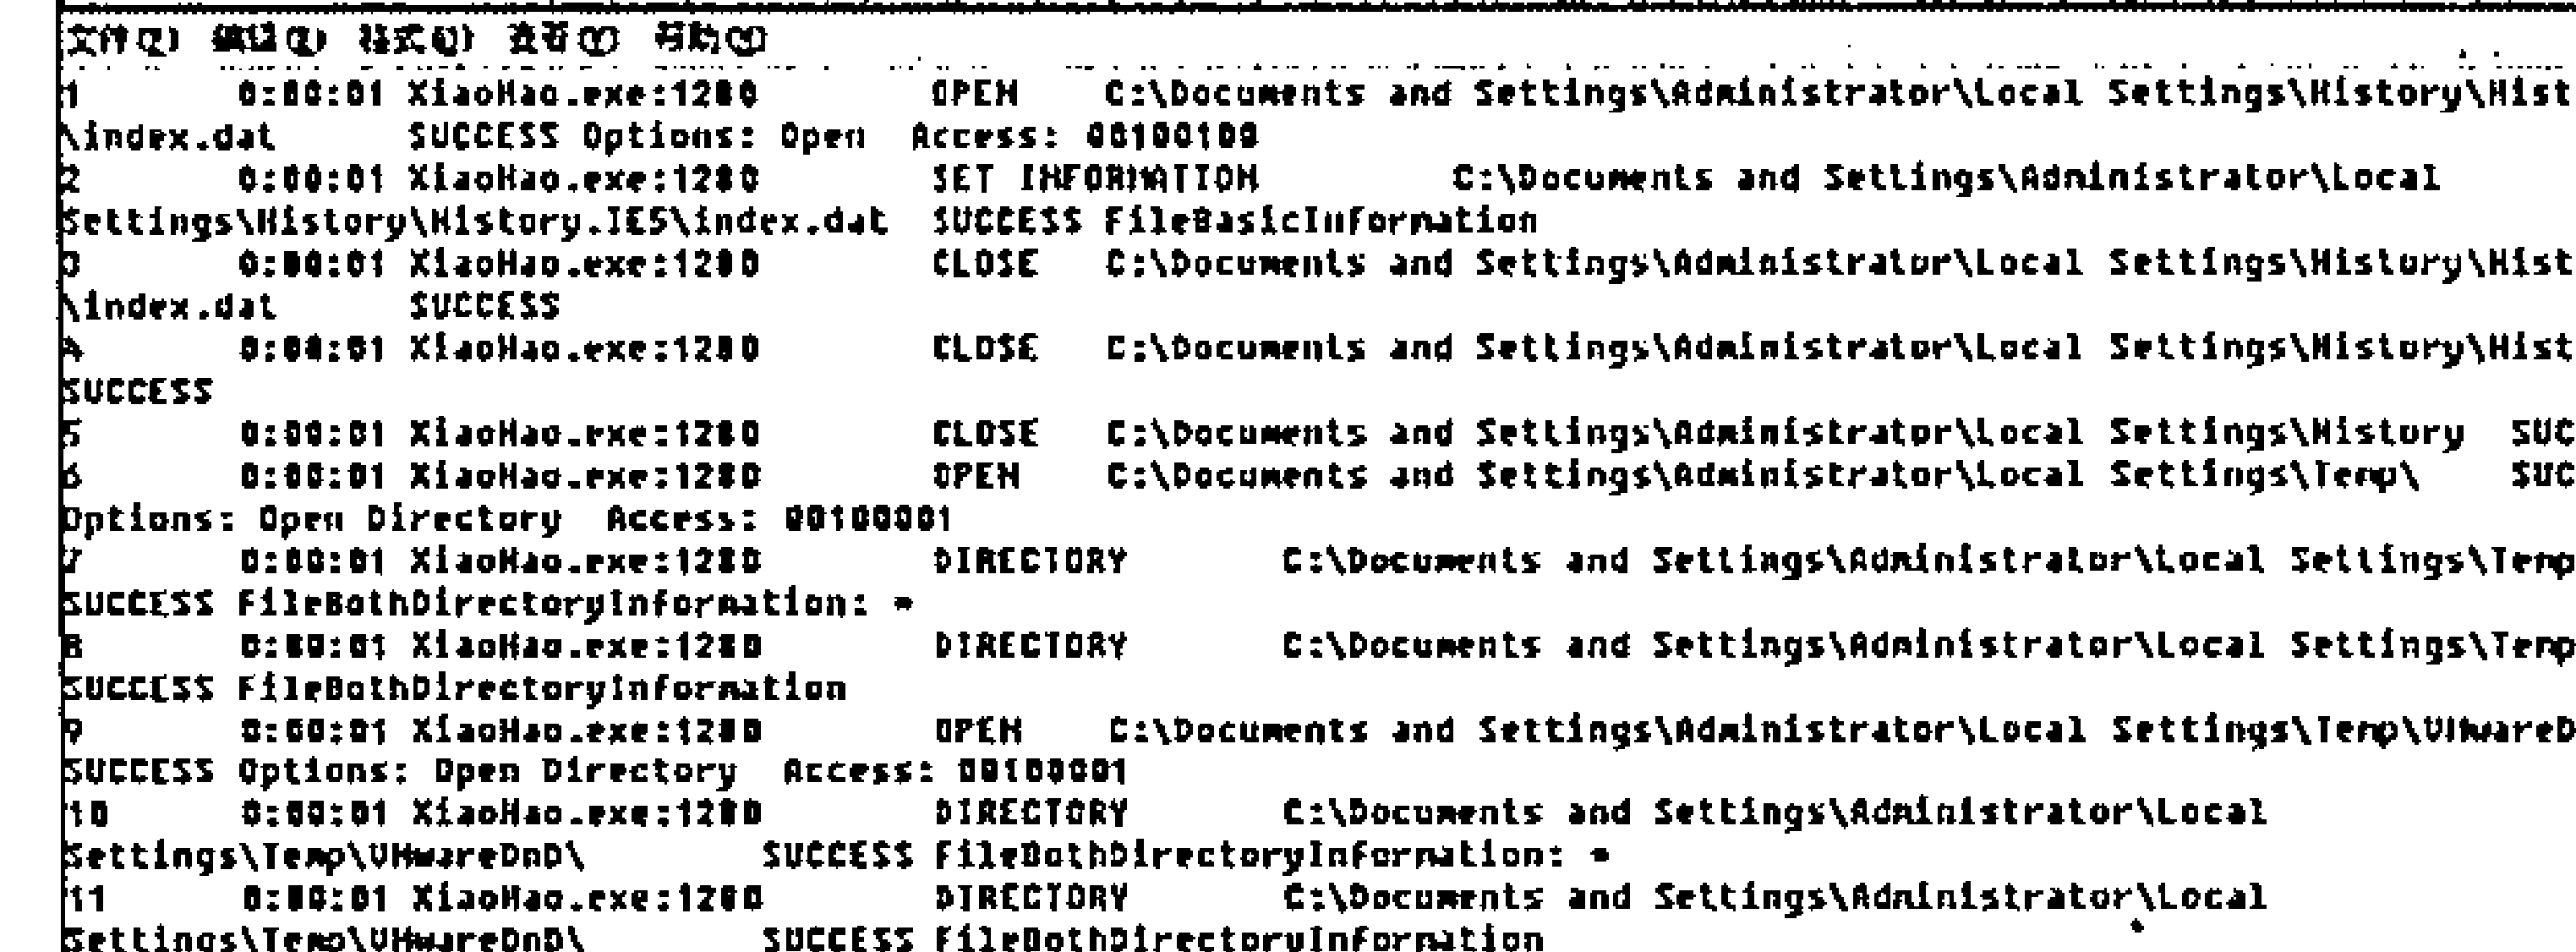 文件(F) 编辑(E) 格式(O) 查看(V) 帮助(H)
1 0:00:01 XiaoHao.exe:1280 OPEN C:\Documents and Settings\Administrator\Local Settings\History\Hist
\index.dat SUCCESS Options: Open Access: 00100100
2 0:00:01 XiaoHao.exe:1280 SET INFORMATION C:\Documents and Settings\Administrator\Local
Settings\History\History.IE5\index.dat SUCCESS FileBasicInformation
3 0:00:01 XiaoHao.exe:1280 CLOSE C:\Documents and Settings\Administrator\Local Settings\History\Hist
\index.dat SUCCESS
4 0:00:01 XiaoHao.exe:1280 CLOSE C:\Documents and Settings\Administrator\Local Settings\History\Hist
SUCCESS
5 0:00:01 XiaoHao.exe:1280 CLOSE C:\Documents and Settings\Administrator\Local Settings\History SUC
6 0:00:01 XiaoHao.exe:1280 OPEN C:\Documents and Settings\Administrator\Local Settings\Temp\ SUC
Options: Open Directory Access: 00100001
7 0:00:01 XiaoHao.exe:1280 DIRECTORY C:\Documents and Settings\Administrator\Local Settings\Temp
SUCCESS FileBothDirectoryInformation: *
8 0:00:01 XiaoHao.exe:1280 DIRECTORY C:\Documents and Settings\Administrator\Local Settings\Temp
SUCCESS FileBothDirectoryInformation
9 0:00:01 XiaoHao.exe:1280 OPEN C:\Documents and Settings\Administrator\Local Settings\Temp\VMwareD
SUCCESS Options: Open Directory Access: 00100001
10 0:00:01 XiaoHao.exe:1280 DIRECTORY C:\Documents and Settings\Administrator\Local
Settings\Temp\VMwareDnD\ SUCCESS FileBothDirectoryInformation: *
11 0:00:01 XiaoHao.exe:1280 DIRECTORY C:\Documents and Settings\Administrator\Local
Settings\Temp\VMwareDnD\ SUCCESS FileBothDirectoryInformation